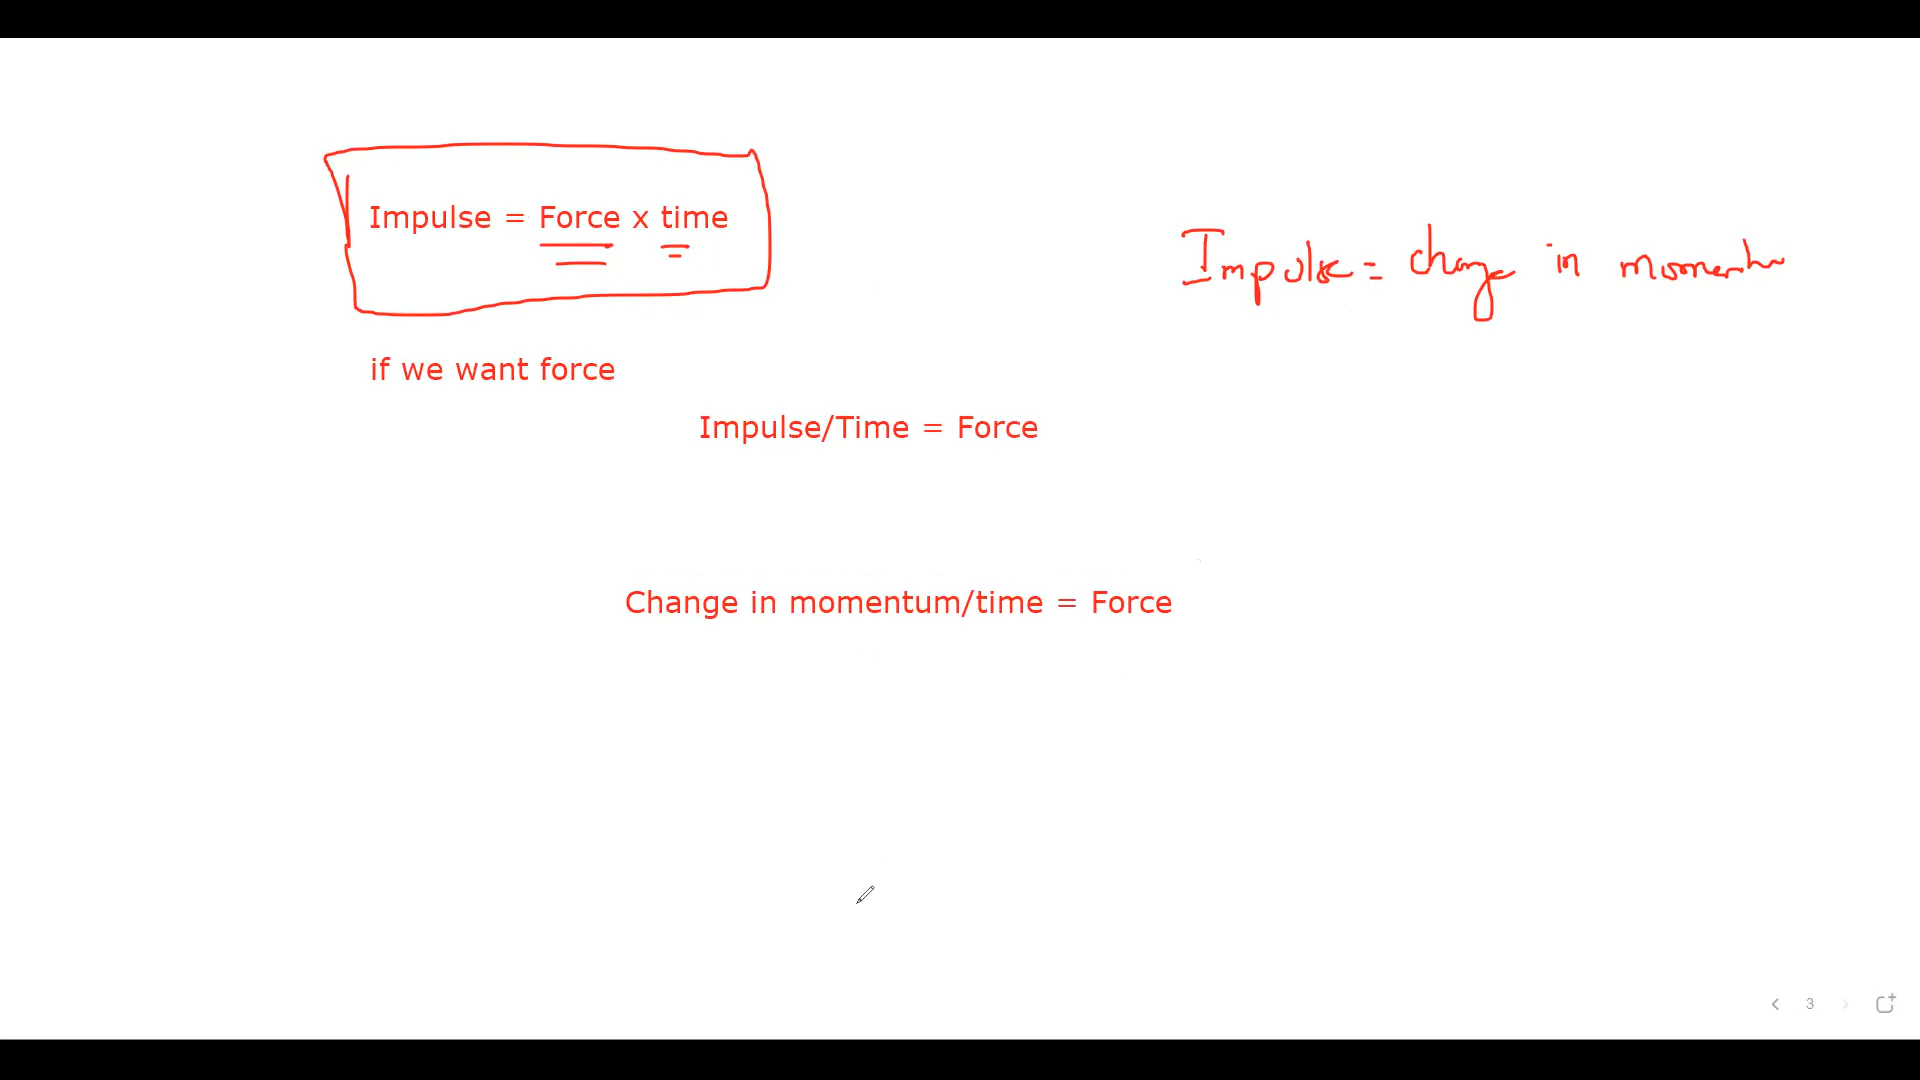 Impulse = Force x time
Impulse = change in
if we want force
Impulse/Time = Force
Change in momentum/time = Force
3